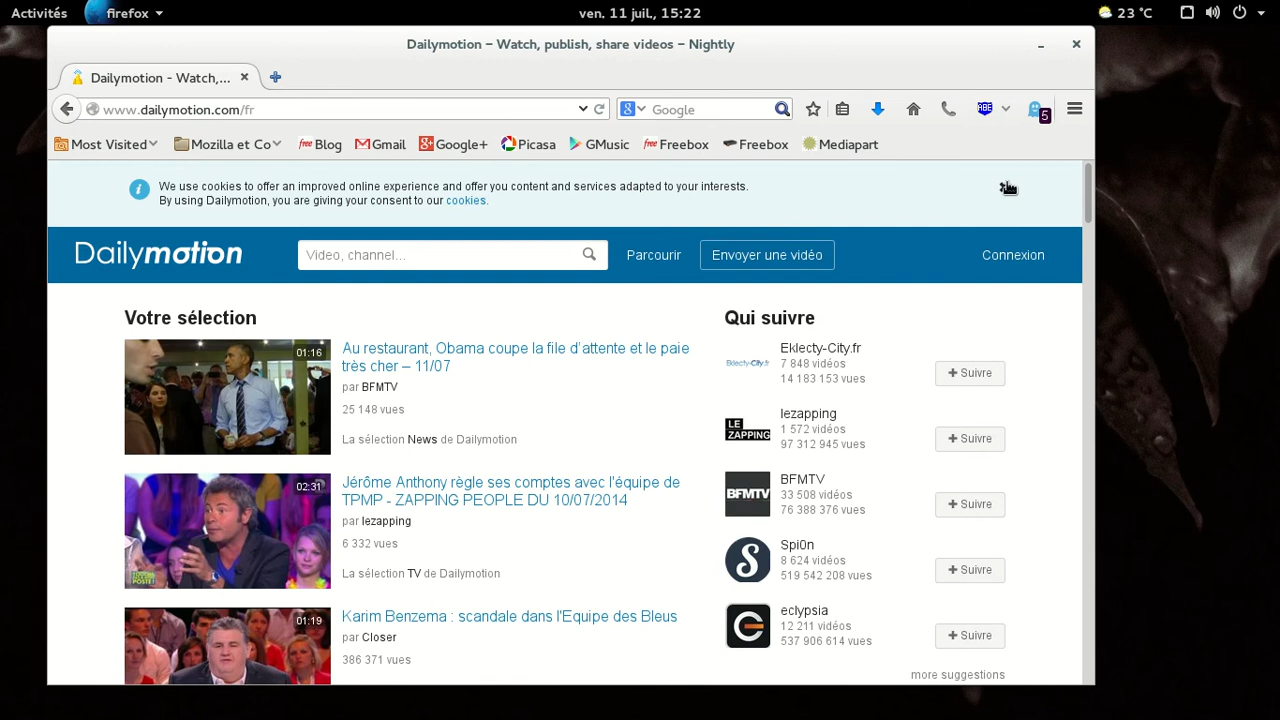 Activités firefox ven. 11 juil., 15:22 23 °C
Dailymotion – Watch, publish, share videos – Nightly
Dailymotion - Watch,...
www.dailymotion.com/fr Google ABE 5
Most Visited Mozilla et Co free Blog Gmail Google+ Picasa GMusic free Freebox Freebox Mediapart
We use cookies to offer an improved online experience and offer you content and services adapted to your interests.
By using Dailymotion, you are giving your consent to our cookies.
Dailymotion Video, channel... Parcourir Envoyer une vidéo Connexion
Votre sélection
01:16
Au restaurant, Obama coupe la file d'attente et le paie
très cher – 11/07
par BFMTV
25 148 vues
La sélection News de Dailymotion
02:31
Jérôme Anthony règle ses comptes avec l'équipe de
TPMP - ZAPPING PEOPLE DU 10/07/2014
par lezapping
6 332 vues
La sélection TV de Dailymotion
01:19
Karim Benzema : scandale dans l'Equipe des Bleus
par Closer
386 371 vues
Qui suivre
Eklecty-City.fr
Eklecty-City.fr
7 848 vidéos
14 183 153 vues
+ Suivre
LE ZAPPING
lezapping
1 572 vidéos
97 312 945 vues
+ Suivre
BFMTV
BFMTV
33 508 vidéos
76 388 376 vues
+ Suivre
S
Spi0n
8 624 vidéos
519 542 208 vues
+ Suivre
eclypsia
12 211 vidéos
537 906 614 vues
+ Suivre
more suggestions